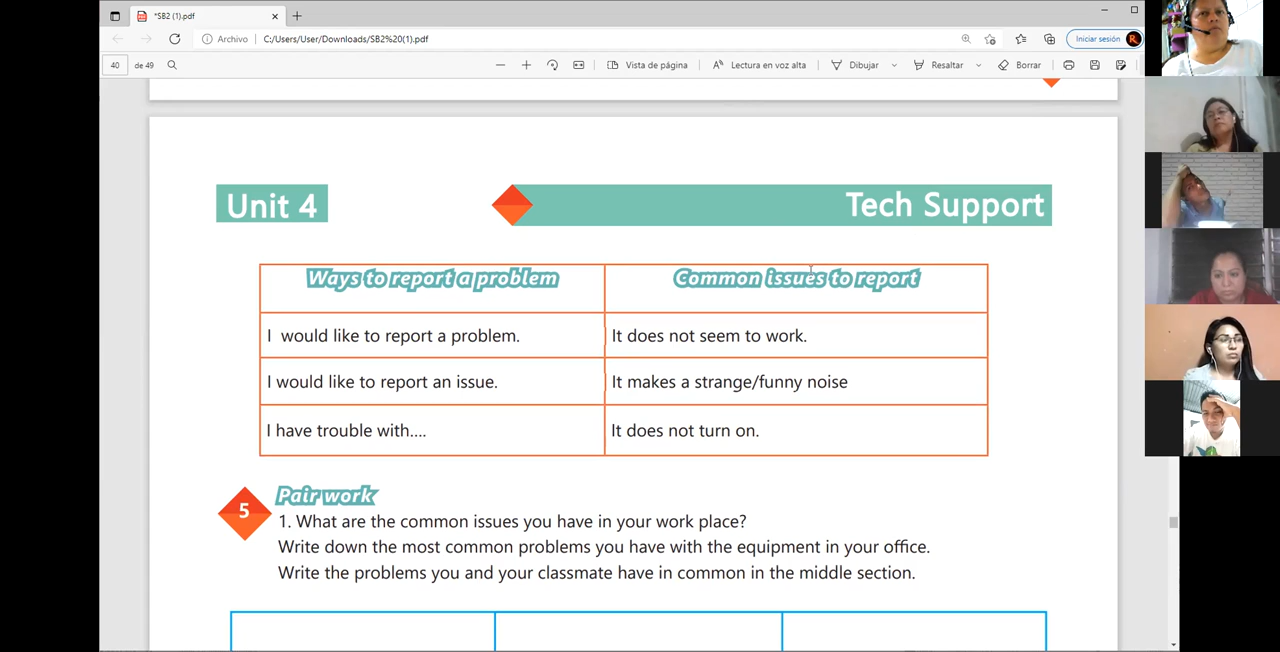 *SB2 (1).pdf
Archivo C:/Users/User/Downloads/SB2%20(1).pdf
Iniciar sesión R
40 de 49 Vista de página Lectura en voz alta Dibujar Resaltar Borrar
Unit 4 Tech Support
Ways to report a problem Common issues to report
I would like to report a problem. It does not seem to work.
I would like to report an issue. It makes a strange/funny noise
I have trouble with.... It does not turn on.
5 Pair work
1. What are the common issues you have in your work place?
Write down the most common problems you have with the equipment in your office.
Write the problems you and your classmate have in common in the middle section.